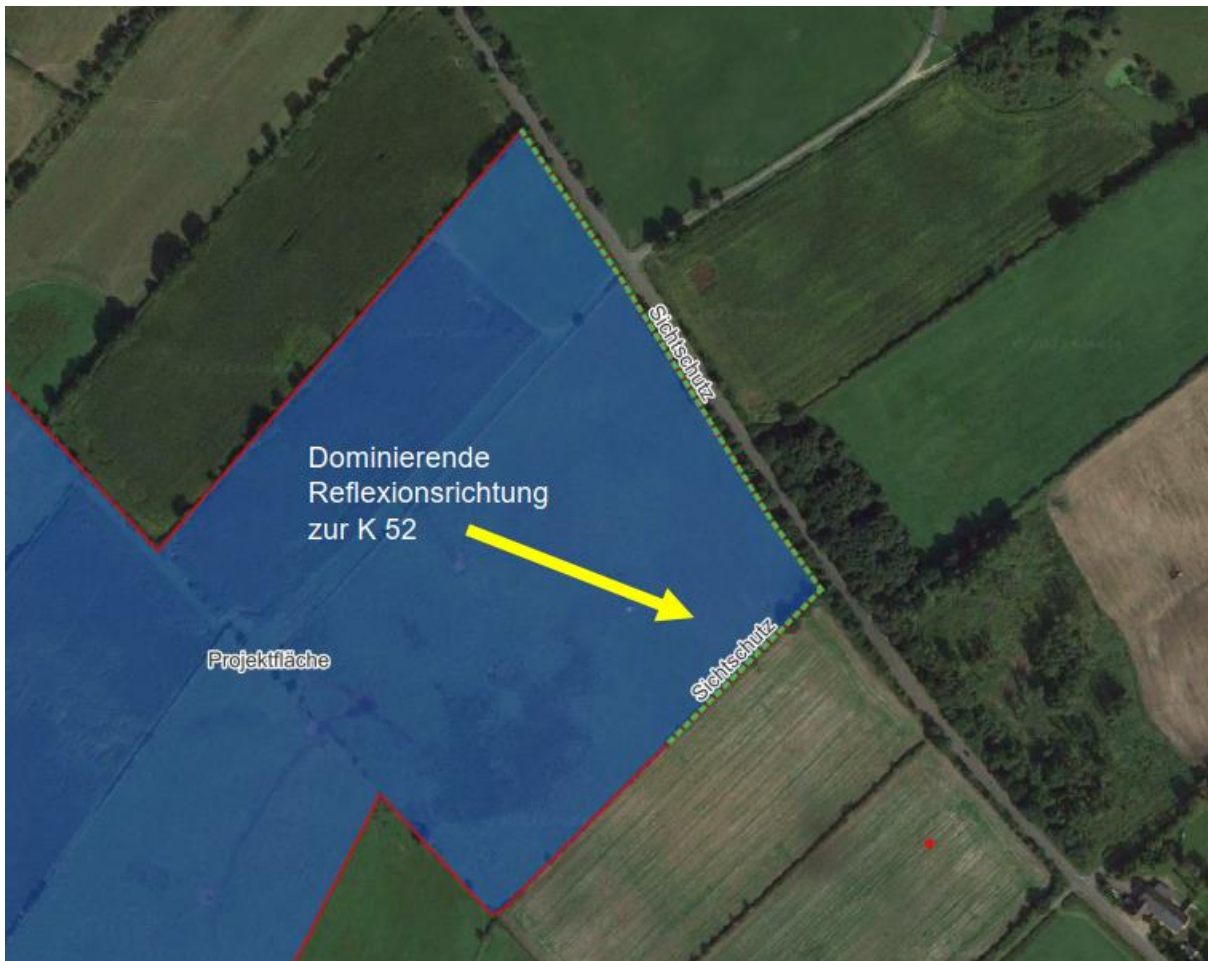 Sichtschutz
Dominierende
Reflexionsrichtung
zur K 52
Sichtschutz
Projektfläche